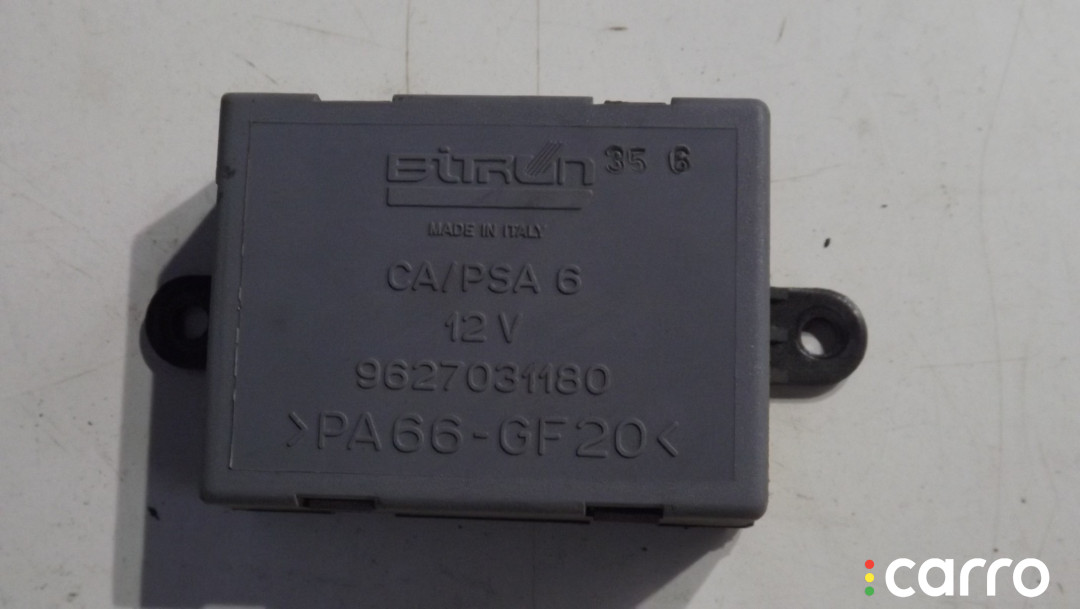 BITRON 35 6
MADE IN ITALY
CA/PSA 6
12 V
9627031180
>PA66-GF20<
carro